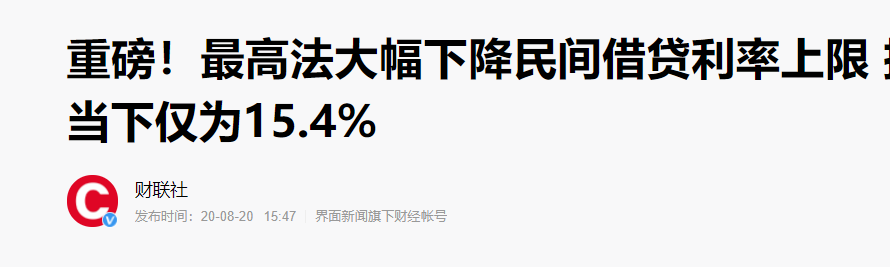 重磅！最高法大幅下降民间借贷利率上限
当下仅为15.4%
C
财联社
发布时间：20-08-20 15:47 界面新闻旗下财经帐号